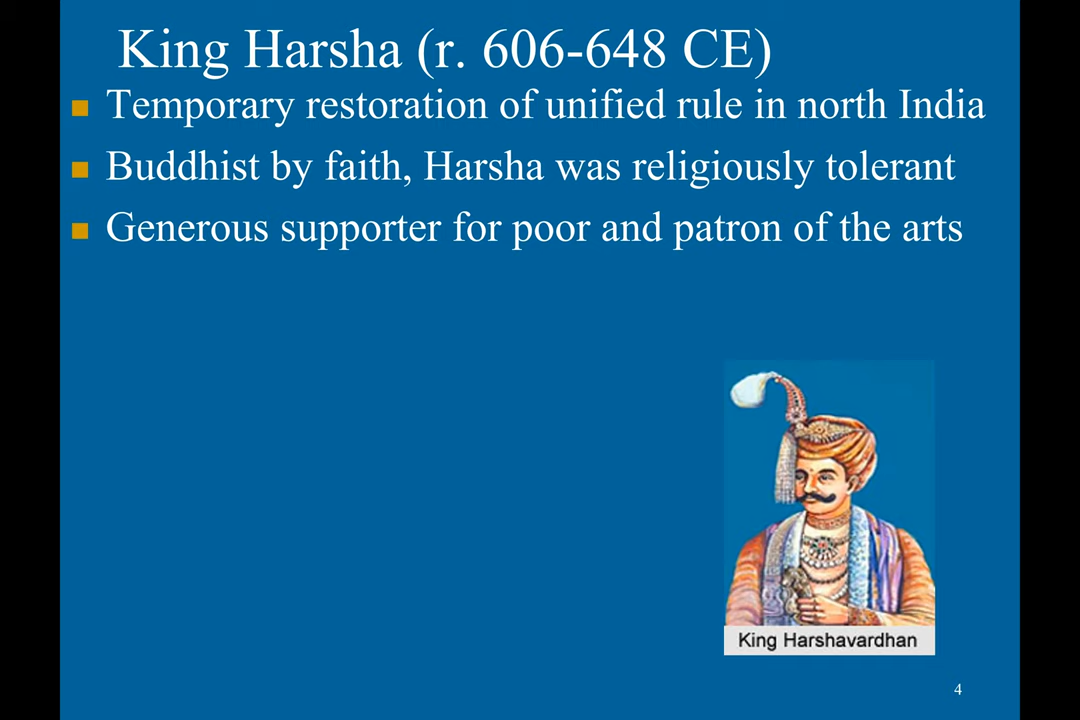 King Harsha (r. 606-648 CE)
Temporary restoration of unified rule in north India
Buddhist by faith, Harsha was religiously tolerant
Generous supporter for poor and patron of the arts
King Harshavardhan
4